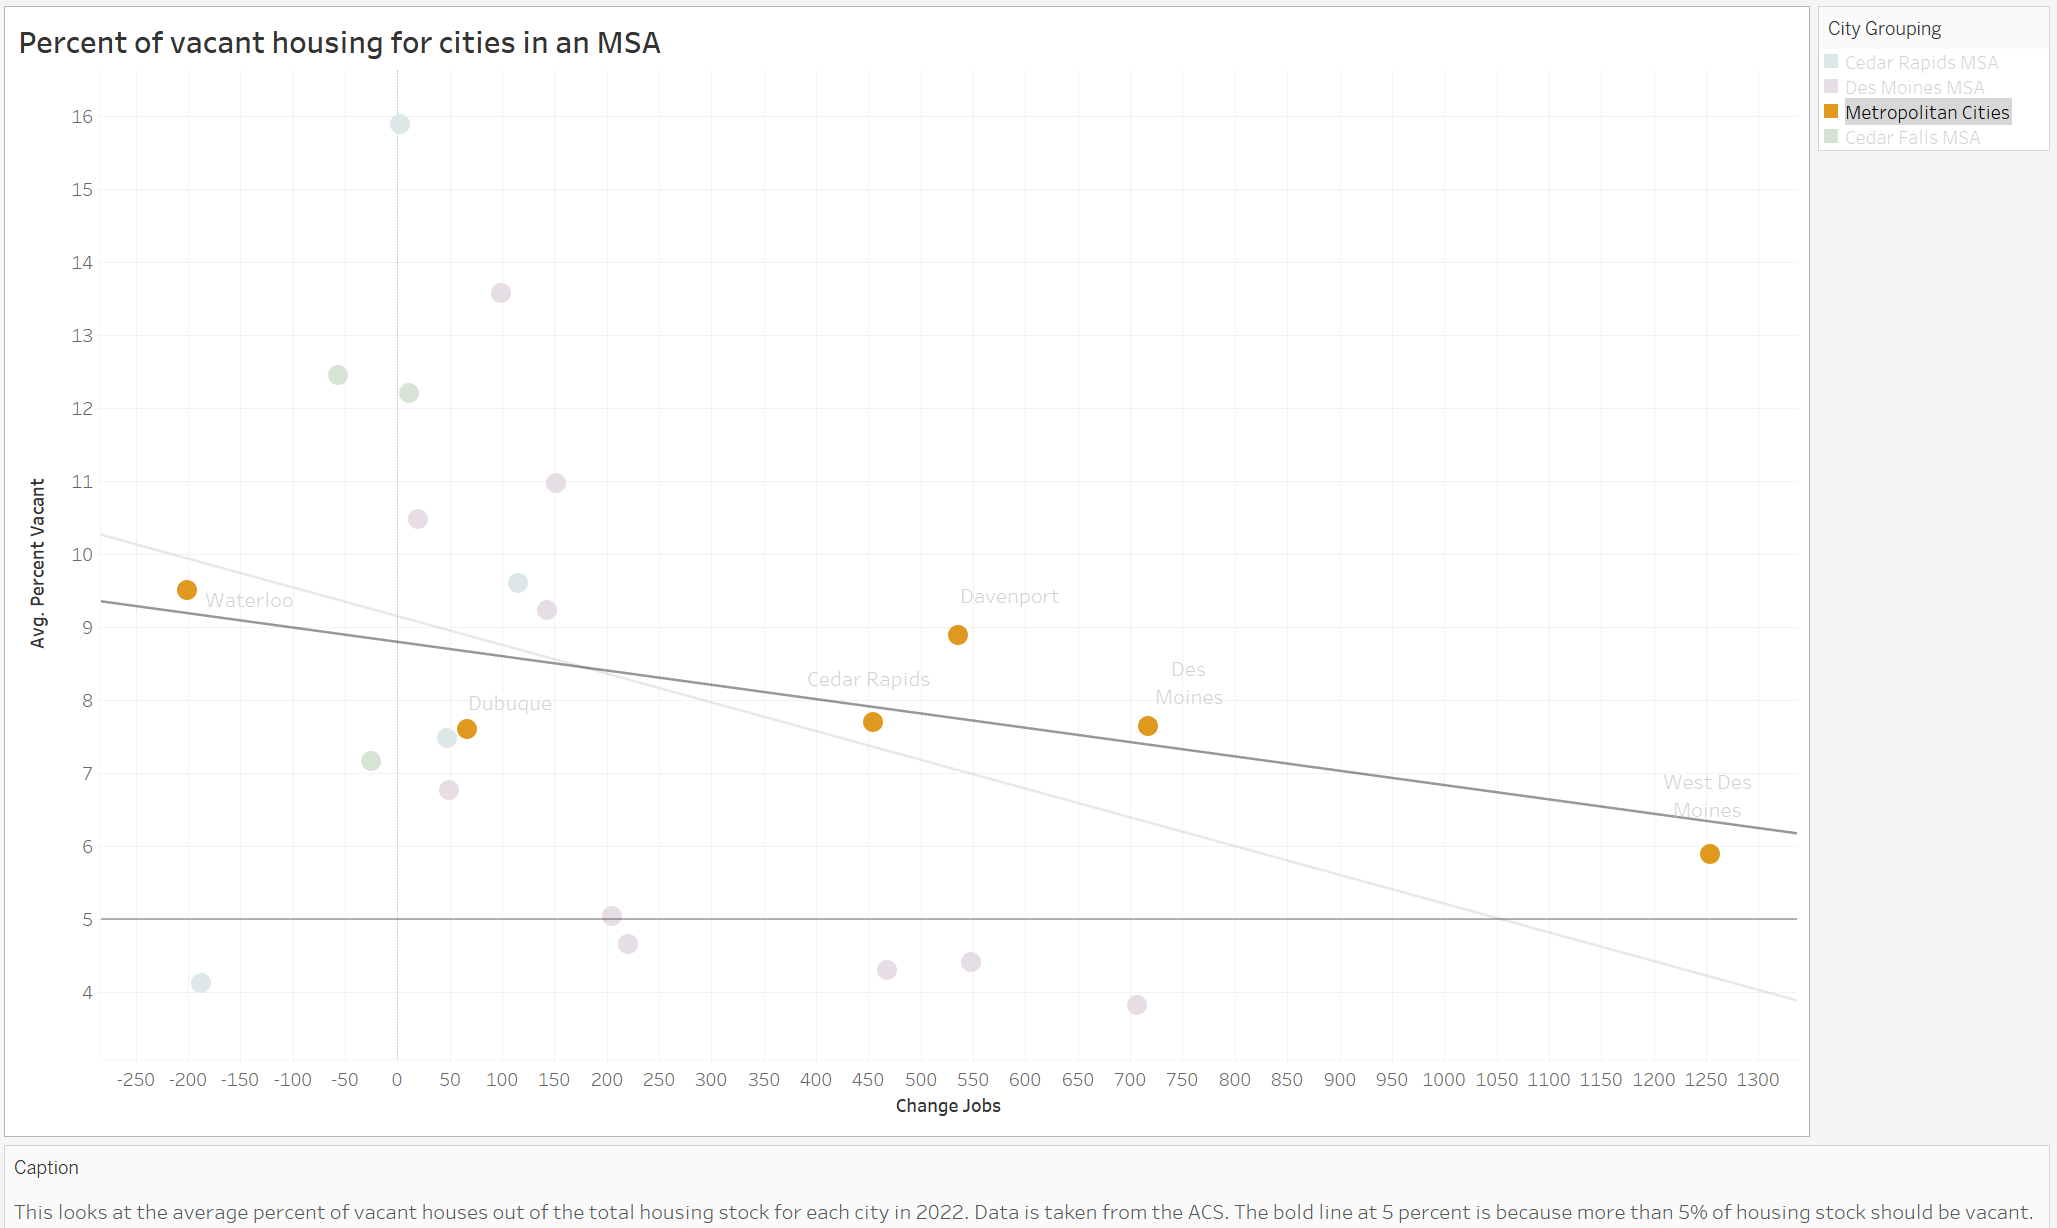 Percent of vacant housing for cities in an MSA
City Grouping
Cedar Rapids MSA
Des Moines MSA
Metropolitan Cities
Cedar Falls MSA
16
15
14
13
12
11
10
9
8
7
6
5
4
Avg. Percent Vacant
Waterloo
Dubuque
Cedar Rapids
Davenport
Des
Moines
West Des
Moines
-250 -200 -150 -100 -50 0 50 100 150 200 250 300 350 400 450 500 550 600 650 700 750 800 850 900 950 1000 1050 1100 1150 1200 1250 1300
Change Jobs
Caption
This looks at the average percent of vacant houses out of the total housing stock for each city in 2022. Data is taken from the ACS. The bold line at 5 percent is because more than 5% of housing stock should be vacant.